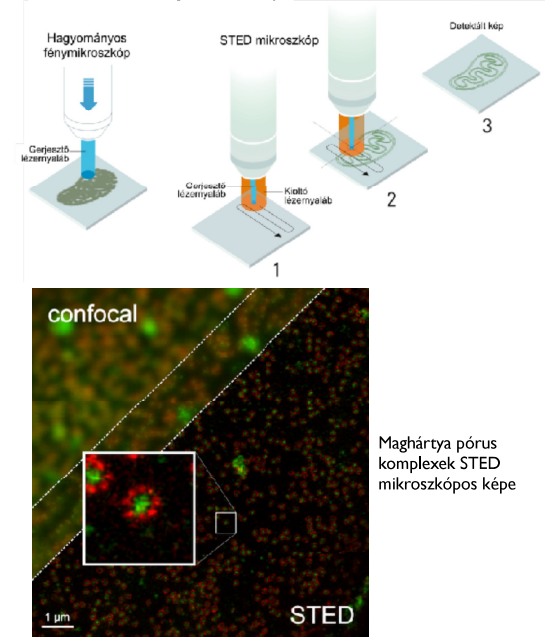 Hagyományos
fénymikroszkóp
STED mikroszkóp
Detektált kép
Gerjesztő
lézernyaláb
Gerjesztő
lézernyaláb
Kioltó
lézernyaláb
1
2
3
confocal
Maghártya pórus
komplexek STED
mikroszkópos képe
1 µm
STED